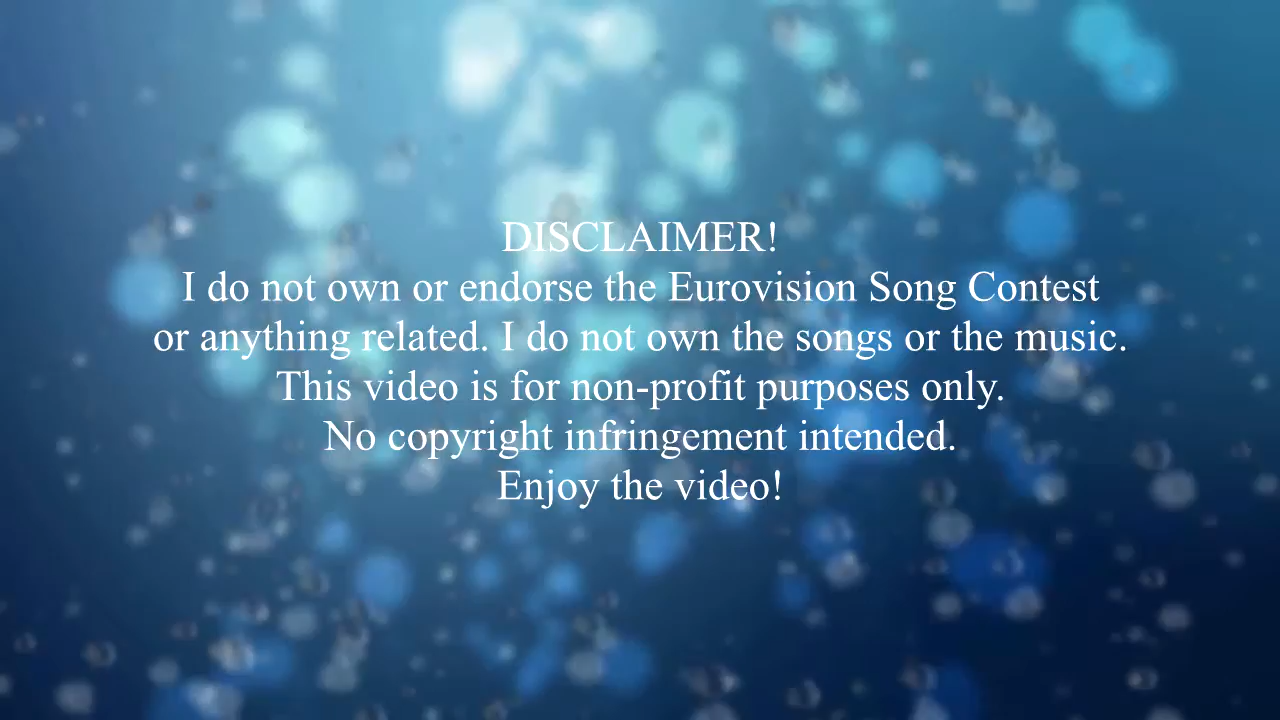 DISCLAIMER!
I do not own or endorse the Eurovision Song Contest
or anything related. I do not own the songs or the music.
This video is for non-profit purposes only.
No copyright infringement intended.
Enjoy the video!